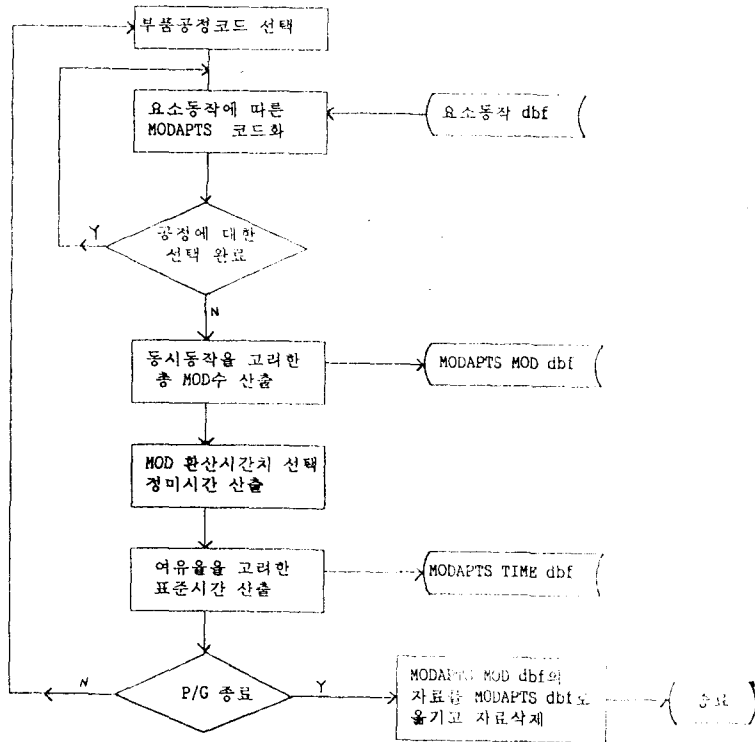 부품공정코드 선택
요소동작에 따른
MODAPTS 코드화
요소동작 dbf
Y
공정에 대한
선택 완료
N
동시동작을 고려한
총 MOD수 산출
MODAPTS MOD dbf
MOD 환산시간치 선택
정미시간 산출
여유율을 고려한
표준시간 산출
MODAPTS TIME dbf
N
P/G 종료
Y
MODAPTS MOD dbf의
자료를 MODAPTS dbf로
옮기고 자료삭제
종료